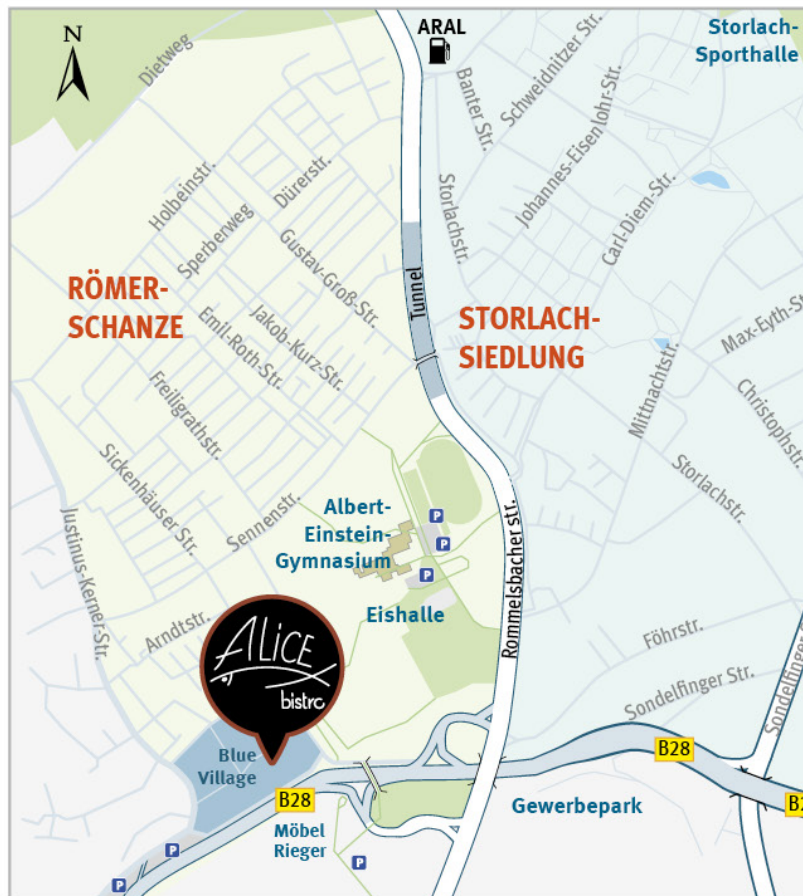 N
ARAL
Storlach-
Sporthalle
Dietweg
Banter Str.
Schweidnitzer Str.
Johannes-Eisenlohr-Str.
Carl-Diem-Str.
Storlachstr.
Holbeinstr.
Sperberweg
Dürerstr.
Gustav-Groß-Str.
Tunnel
RÖMER-
SCHANZE
STORLACH-
SIEDLUNG
Emil-Roth-Str.
Jakob-Kurz-Str.
Max-Eyth-St
Mittnachtstr.
Christophstr.
Freiligrathstr.
Sickenhäuser Str.
Sennenstr.
Storlachstr.
Justinus-Kerner-Str.
Albert-
Einstein-
Gymnasium
P
P
P
Eishalle
Rommelsbacher str.
Arndtstr.
ALiCE
bistro
Föhrstr.
Sondelfinger Str.
Sondelfinger S
Blue
Village
B28
B28
B2
Gewerbepark
Möbel
Rieger
P
P
P